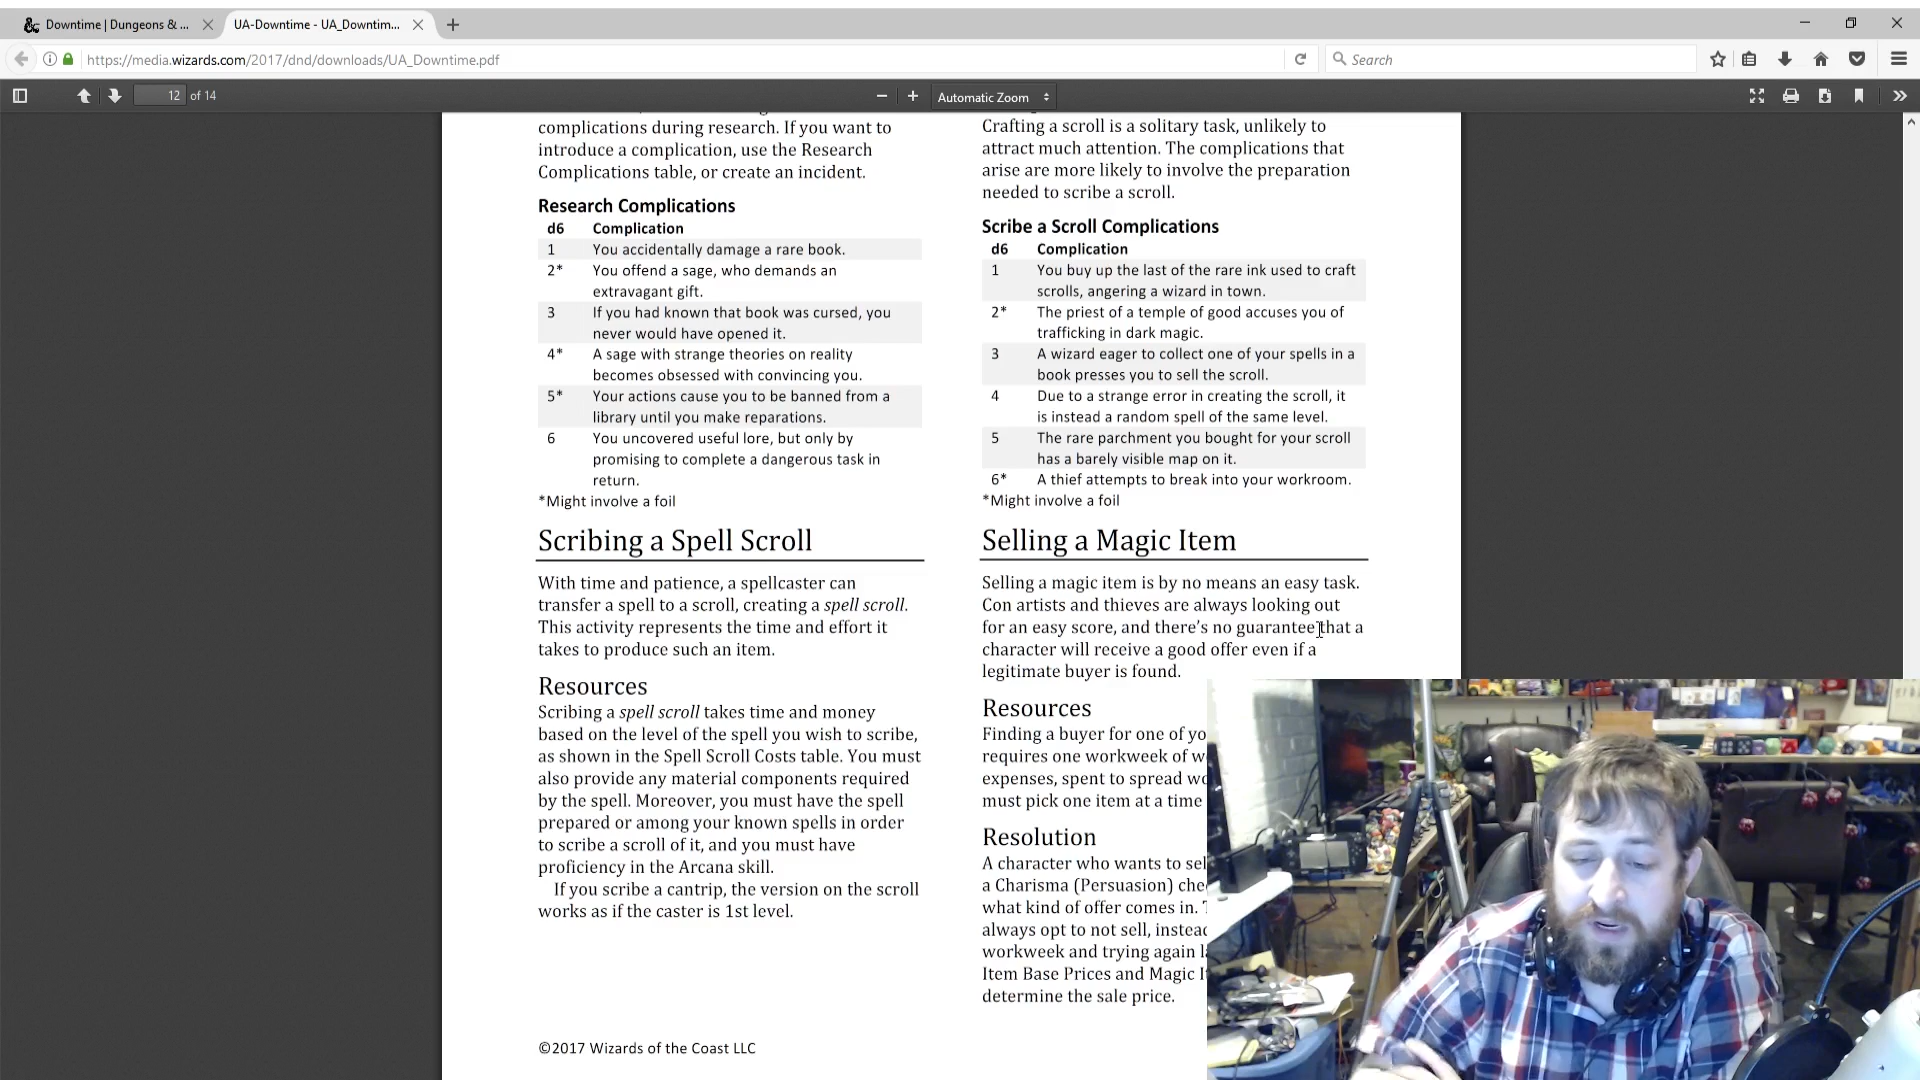 Downtime | Dungeons & ...
UA-Downtime - UA_Downtim...
https://media.wizards.com/2017/dnd/downloads/UA_Downtime.pdf
Search
12 of 14
Automatic Zoom
complications during research. If you want to
introduce a complication, use the Research
Complications table, or create an incident.
Research Complications
d6 Complication
1 You accidentally damage a rare book.
2* You offend a sage, who demands an
extravagant gift.
3 If you had known that book was cursed, you
never would have opened it.
4* A sage with strange theories on reality
becomes obsessed with convincing you.
5* Your actions cause you to be banned from a
library until you make reparations.
6 You uncovered useful lore, but only by
promising to complete a dangerous task in
return.
*Might involve a foil
Scribing a Spell Scroll
With time and patience, a spellcaster can
transfer a spell to a scroll, creating a spell scroll.
This activity represents the time and effort it
takes to produce such an item.
Resources
Scribing a spell scroll takes time and money
based on the level of the spell you wish to scribe,
as shown in the Spell Scroll Costs table. You must
also provide any material components required
by the spell. Moreover, you must have the spell
prepared or among your known spells in order
to scribe a scroll of it, and you must have
proficiency in the Arcana skill.
If you scribe a cantrip, the version on the scroll
works as if the caster is 1st level.
©2017 Wizards of the Coast LLC
Crafting a scroll is a solitary task, unlikely to
attract much attention. The complications that
arise are more likely to involve the preparation
needed to scribe a scroll.
Scribe a Scroll Complications
d6 Complication
1 You buy up the last of the rare ink used to craft
scrolls, angering a wizard in town.
2* The priest of a temple of good accuses you of
trafficking in dark magic.
3 A wizard eager to collect one of your spells in a
book presses you to sell the scroll.
4 Due to a strange error in creating the scroll, it
is instead a random spell of the same level.
5 The rare parchment you bought for your scroll
has a barely visible map on it.
6* A thief attempts to break into your workroom.
*Might involve a foil
Selling a Magic Item
Selling a magic item is by no means an easy task.
Con artists and thieves are always looking out
for an easy score, and there's no guarantee that a
character will receive a good offer even if a
legitimate buyer is found.
Resources
Finding a buyer for one of yo
requires one workweek of w
expenses, spent to spread wo
must pick one item at a time
Resolution
A character who wants to sel
a Charisma (Persuasion) che
what kind of offer comes in. T
always opt to not sell, instead
workweek and trying again l
Item Base Prices and Magic I
determine the sale price.